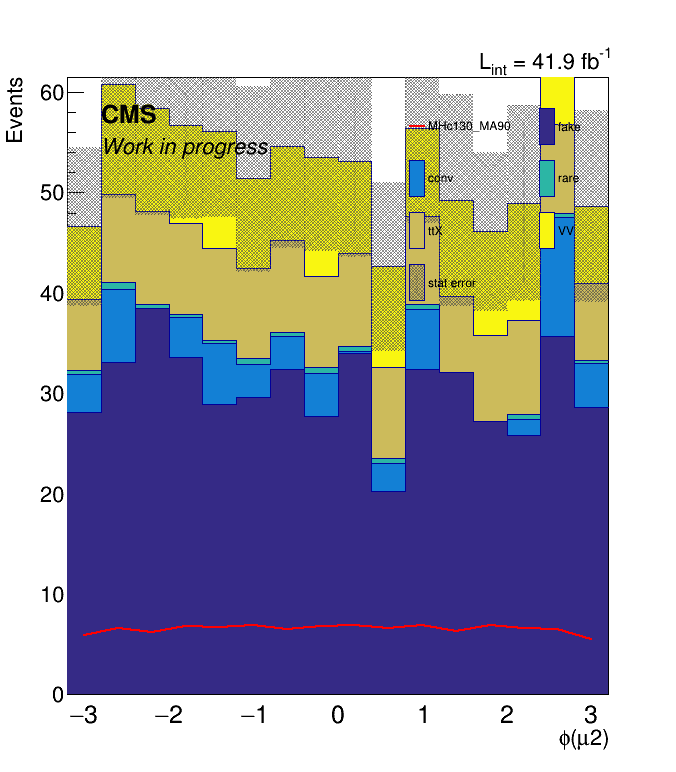 L_int = 41.9 fb^-1
Events
60
50
40
30
20
10
0
CMS
Work in progress
MHc130_MA90
fake
conv
rare
ttX
VV
stat error
−3 −2 −1 0 1 2 3
ϕ(μ2)